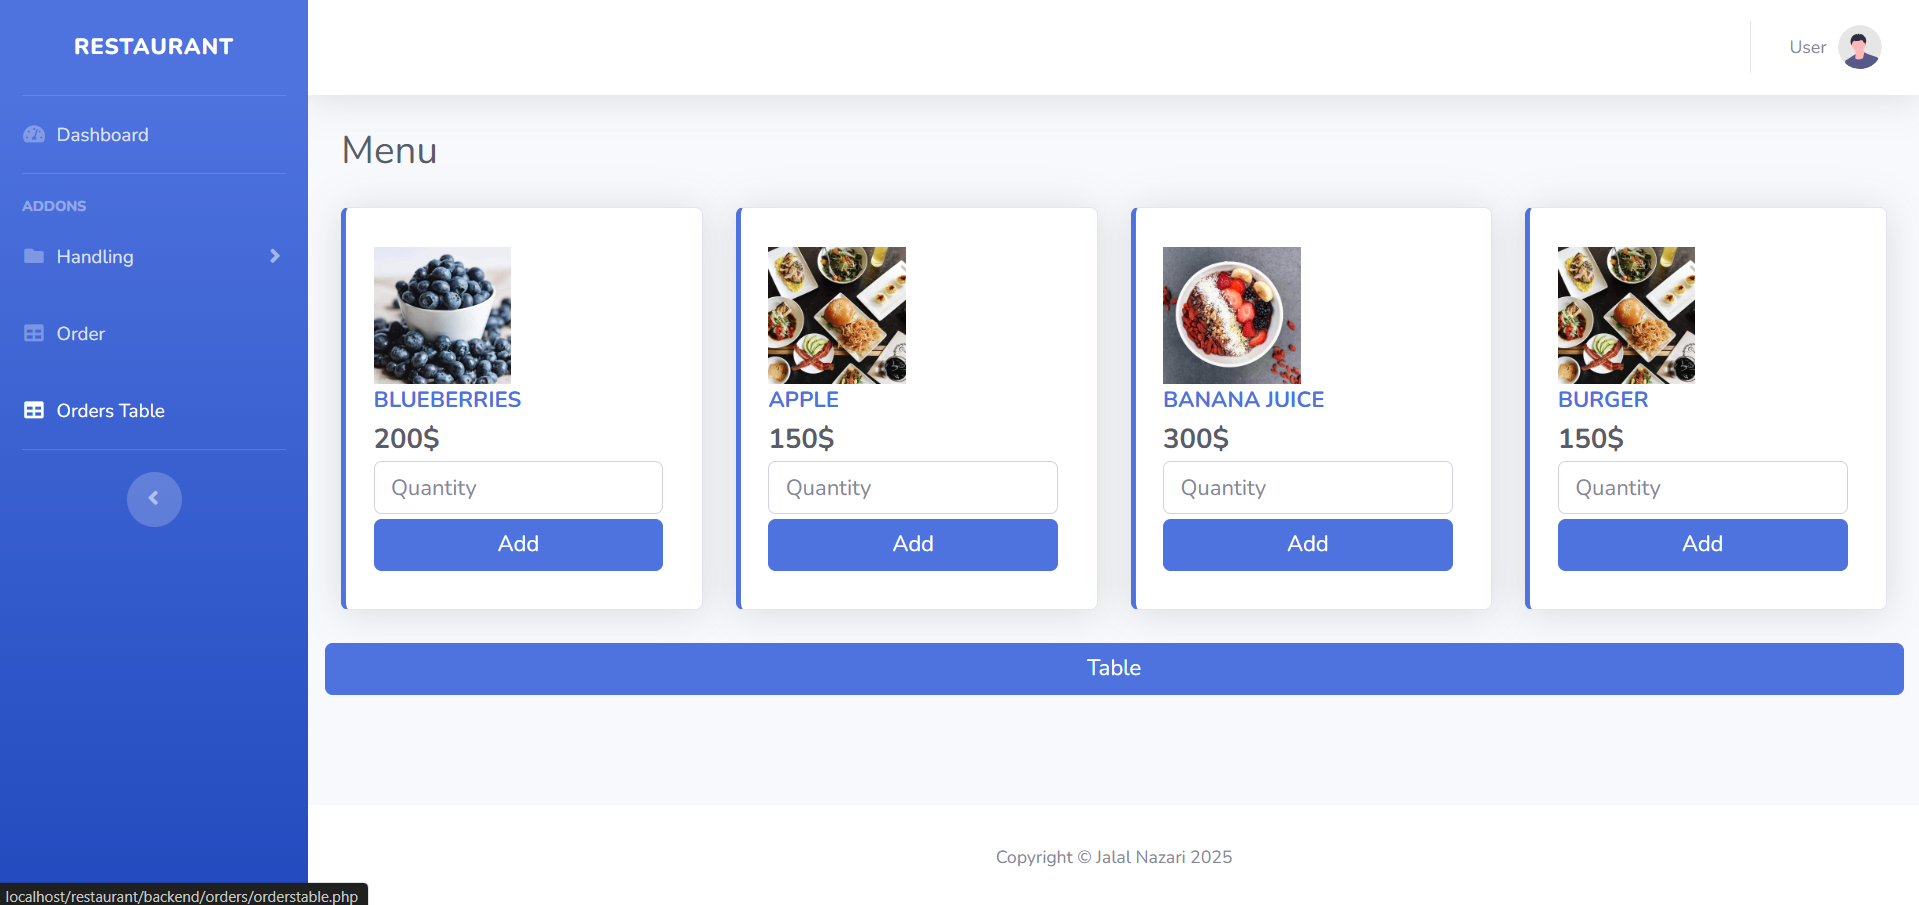 RESTAURANT
User
Dashboard
ADDONS
Handling
Order
Orders Table
Menu
BLUEBERRIES
200$
Quantity
Add
APPLE
150$
Quantity
Add
BANANA JUICE
300$
Quantity
Add
BURGER
150$
Quantity
Add
Table
Copyright © Jalal Nazari 2025
localhost/restaurant/backend/orders/orderstable.php